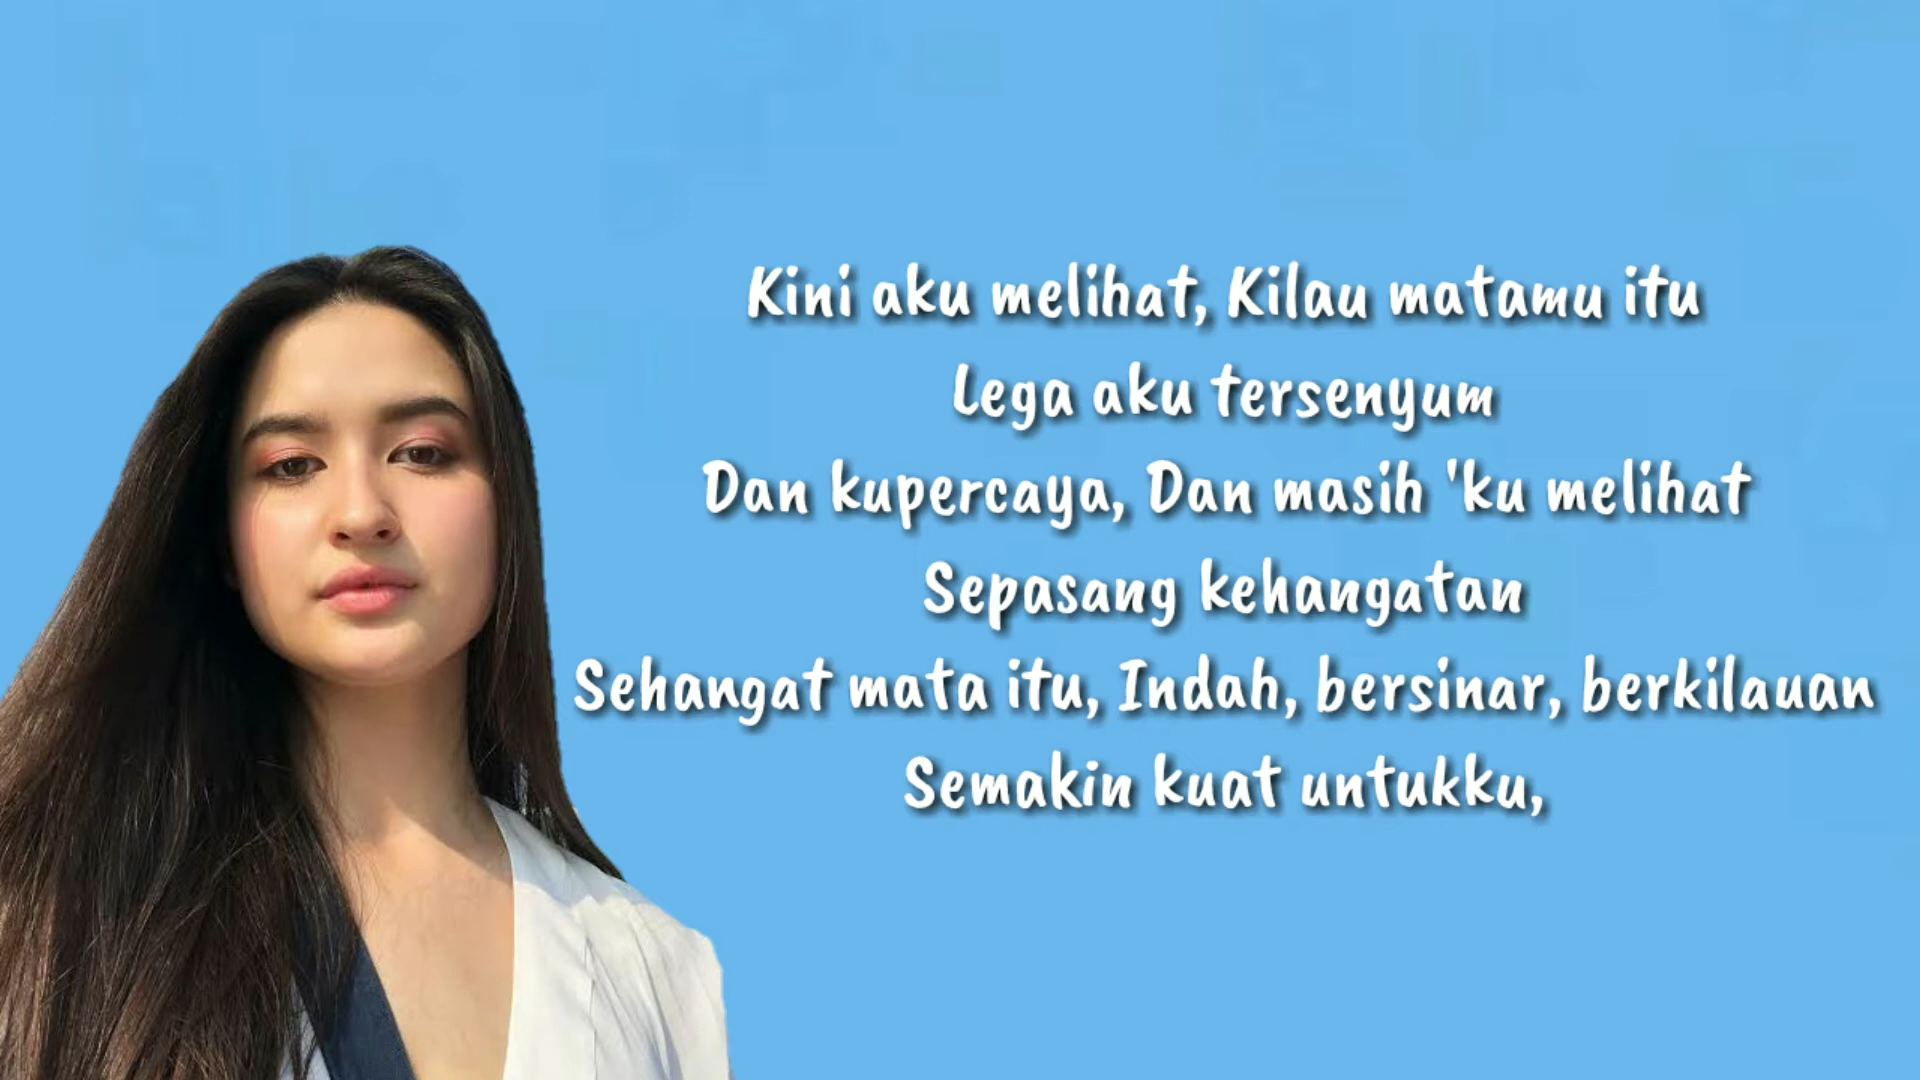 Kini aku melihat, Kilau matamu itu
Lega aku tersenyum
Dan kupercaya, Dan masih 'ku melihat
Sepasang kehangatan
Sehangat mata itu, Indah, bersinar, berkilauan
Semakin kuat untukku,